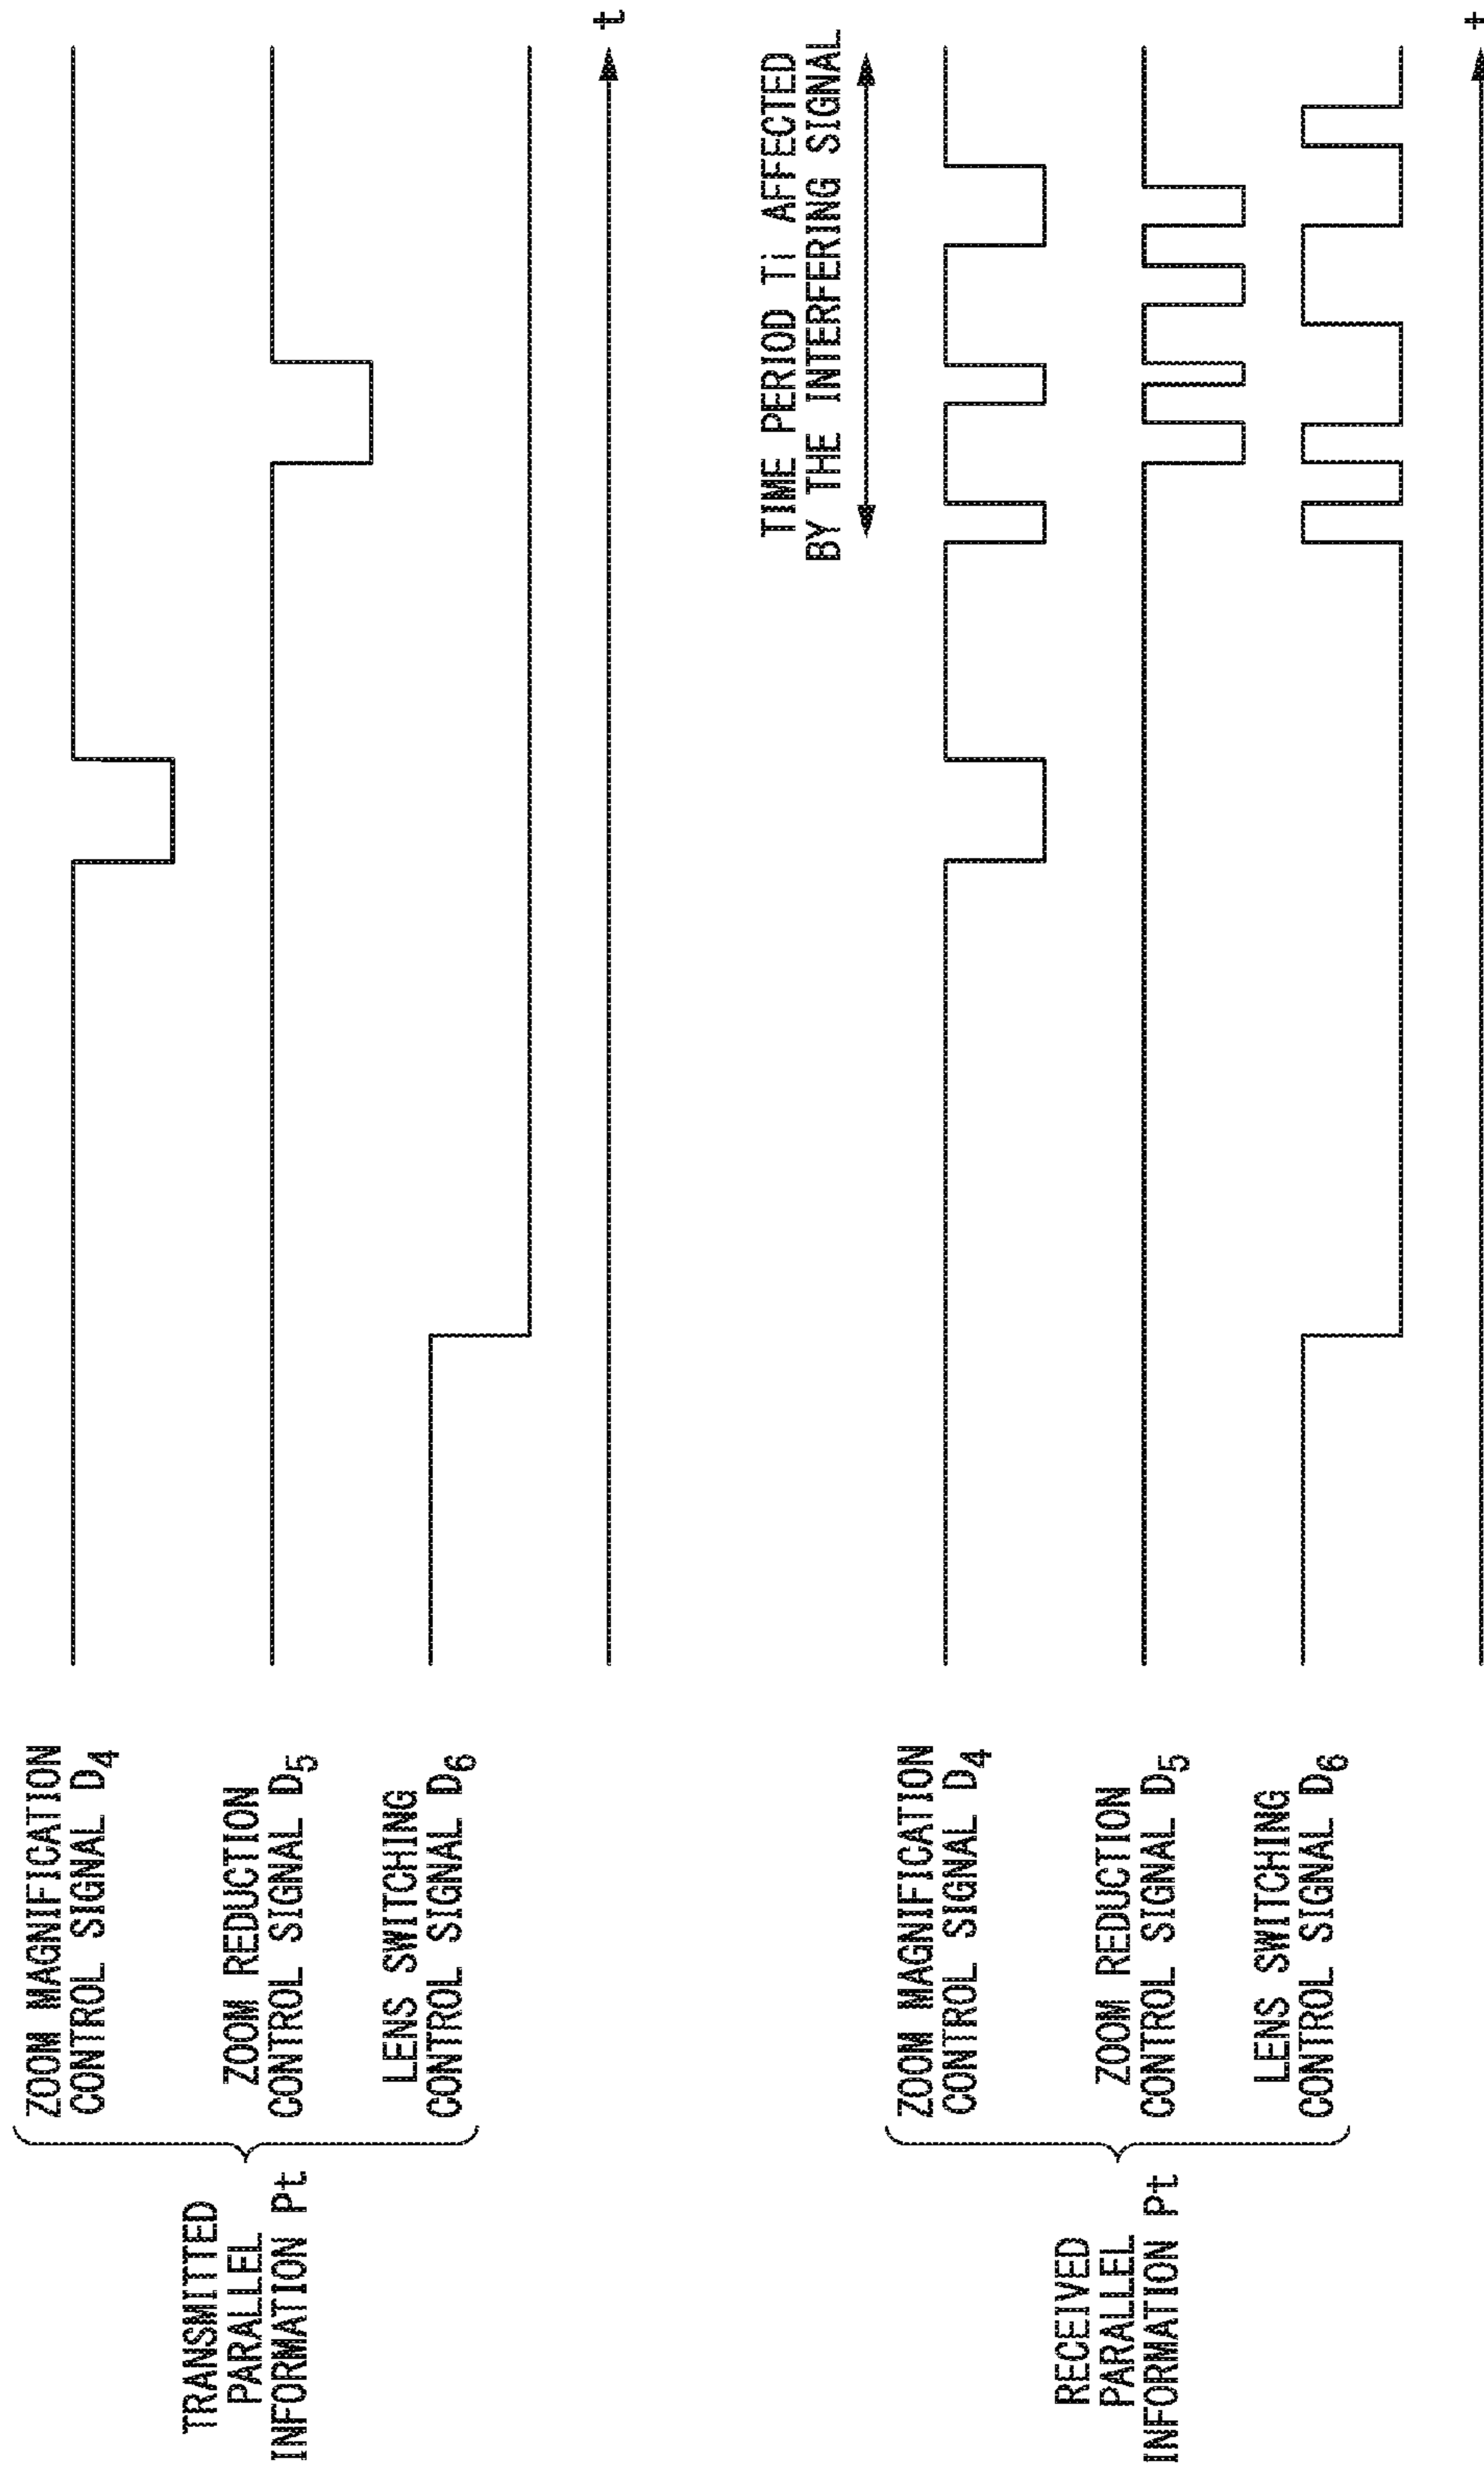 TRANSMITTED
PARALLEL
INFORMATION Pt
ZOOM MAGNIFICATION
CONTROL SIGNAL D4
ZOOM REDUCTION
CONTROL SIGNAL D5
LENS SWITCHING
CONTROL SIGNAL D6
t
TIME PERIOD Ti AFFECTED
BY THE INTERFERING SIGNAL
RECEIVED
PARALLEL
INFORMATION Pt
ZOOM MAGNIFICATION
CONTROL SIGNAL D4
ZOOM REDUCTION
CONTROL SIGNAL D5
LENS SWITCHING
CONTROL SIGNAL D6
t